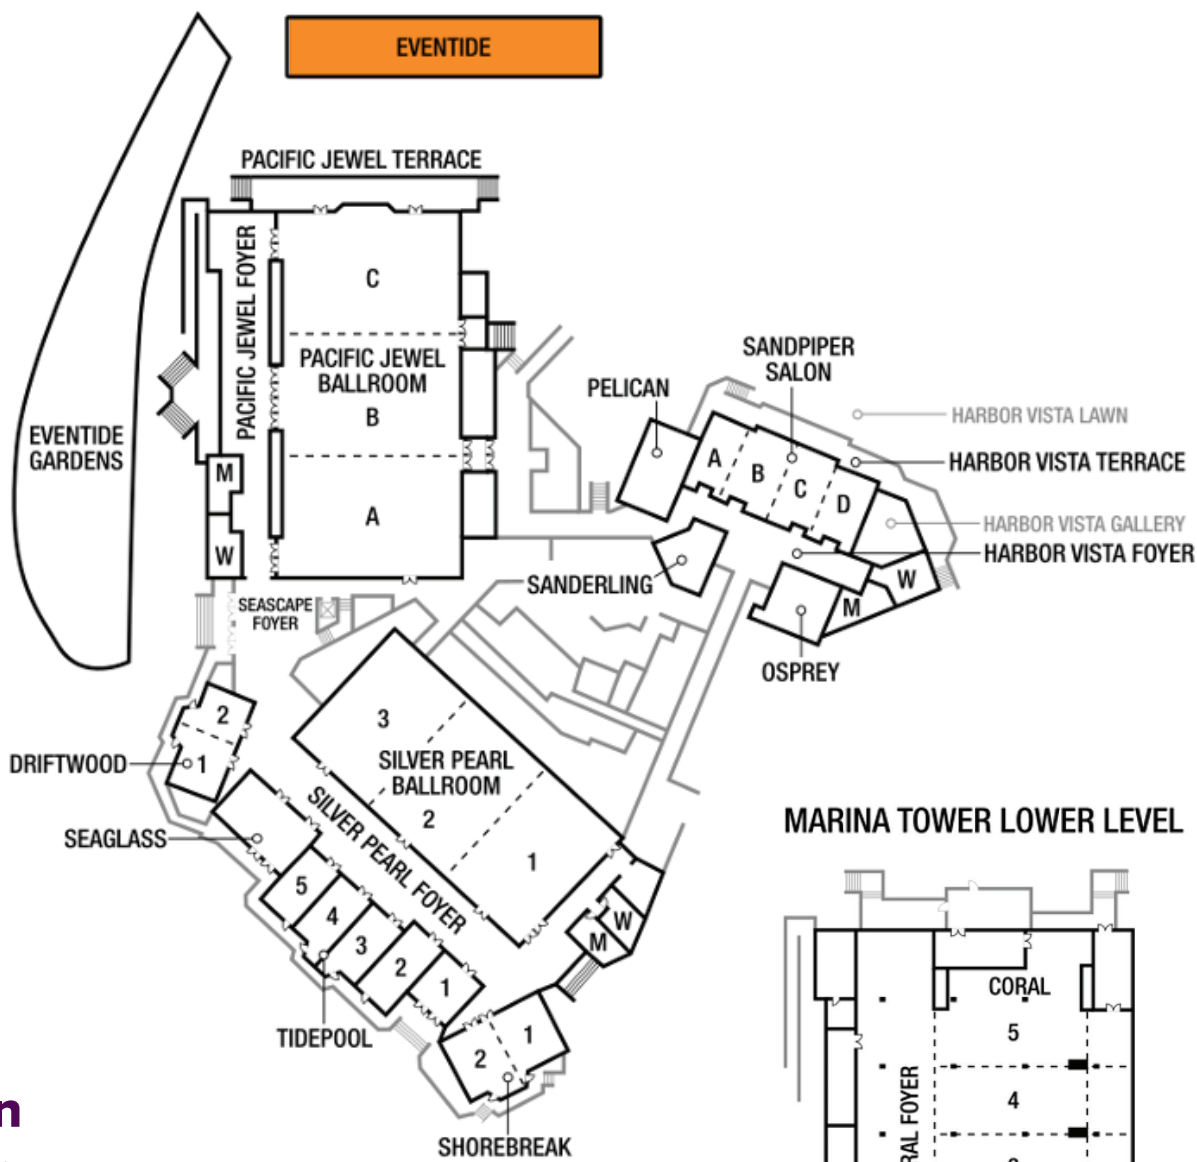 EVENTIDE
PACIFIC JEWEL TERRACE
PACIFIC JEWEL FOYER
C
PACIFIC JEWEL
BALLROOM
B
A
M
W
EVENTIDE
GARDENS
SANDPIPER
SALON
PELICAN
A
B
C
D
HARBOR VISTA LAWN
HARBOR VISTA TERRACE
HARBOR VISTA GALLERY
HARBOR VISTA FOYER
SANDERLING
W
M
OSPREY
SEASCAPE
FOYER
2
DRIFTWOOD
1
3
SILVER PEARL
BALLROOM
2
1
SILVER PEARL FOYER
SEAGLASS
5
4
3
2
1
W
M
TIDEPOOL
1
2
SHOREBREAK
MARINA TOWER LOWER LEVEL
CORAL
5
4
RAL FOYER
n